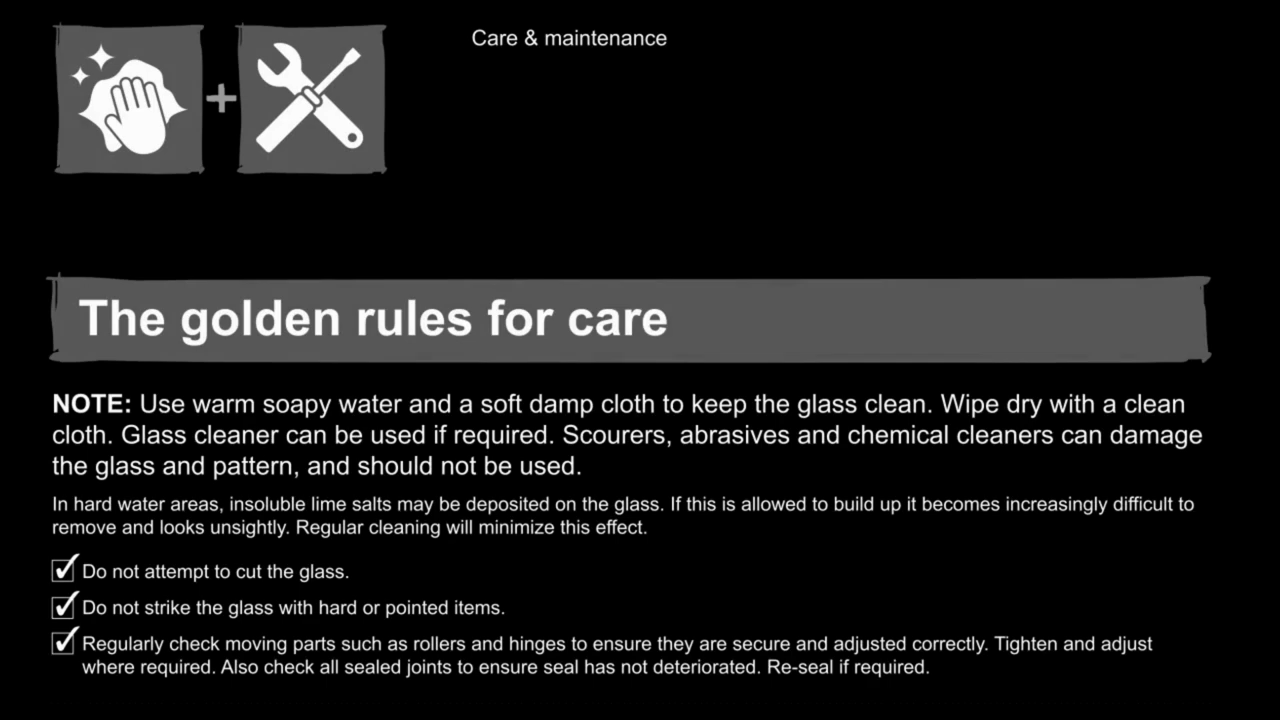 Care & maintenance
The golden rules for care
NOTE: Use warm soapy water and a soft damp cloth to keep the glass clean. Wipe dry with a clean
cloth. Glass cleaner can be used if required. Scourers, abrasives and chemical cleaners can damage
the glass and pattern, and should not be used.
In hard water areas, insoluble lime salts may be deposited on the glass. If this is allowed to build up it becomes increasingly difficult to
remove and looks unsightly. Regular cleaning will minimize this effect.
Do not attempt to cut the glass.
Do not strike the glass with hard or pointed items.
Regularly check moving parts such as rollers and hinges to ensure they are secure and adjusted correctly. Tighten and adjust
where required. Also check all sealed joints to ensure seal has not deteriorated. Re-seal if required.